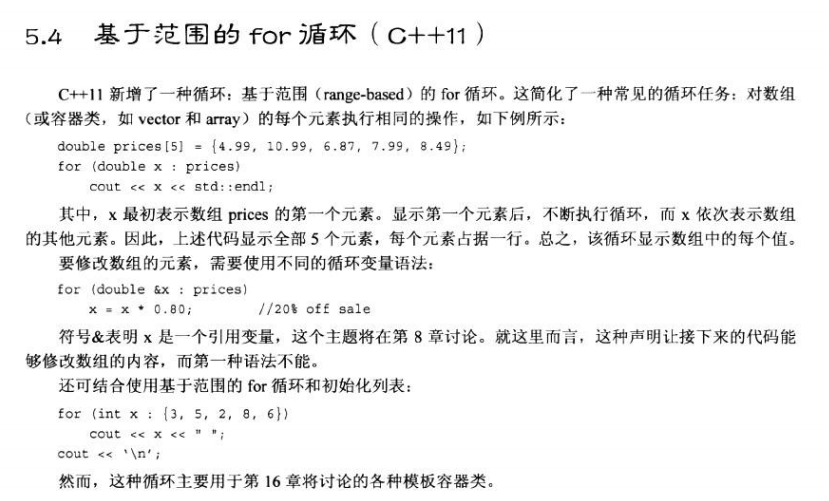 5.4 基于范围的 for 循环（C++11）
C++11 新增了一种循环：基于范围（range-based）的 for 循环。这简化了一种常见的循环任务：对数组
（或容器类，如 vector 和 array）的每个元素执行相同的操作，如下例所示：
double prices[5] = {4.99, 10.99, 6.87, 7.99, 8.49};
for (double x : prices)
    cout << x << std::endl;
其中，x 最初表示数组 prices 的第一个元素。显示第一个元素后，不断执行循环，而 x 依次表示数组
的其他元素。因此，上述代码显示全部 5 个元素，每个元素占据一行。总之，该循环显示数组中的每个值。
要修改数组的元素，需要使用不同的循环变量语法：
for (double &x : prices)
    x = x * 0.80;        //20% off sale
符号&表明 x 是一个引用变量，这个主题将在第 8 章讨论。就这里而言，这种声明让接下来的代码能
够修改数组的内容，而第一种语法不能。
还可结合使用基于范围的 for 循环和初始化列表：
for (int x : {3, 5, 2, 8, 6})
    cout << x << " ";
cout << '\n';
然而，这种循环主要用于第 16 章将讨论的各种模板容器类。